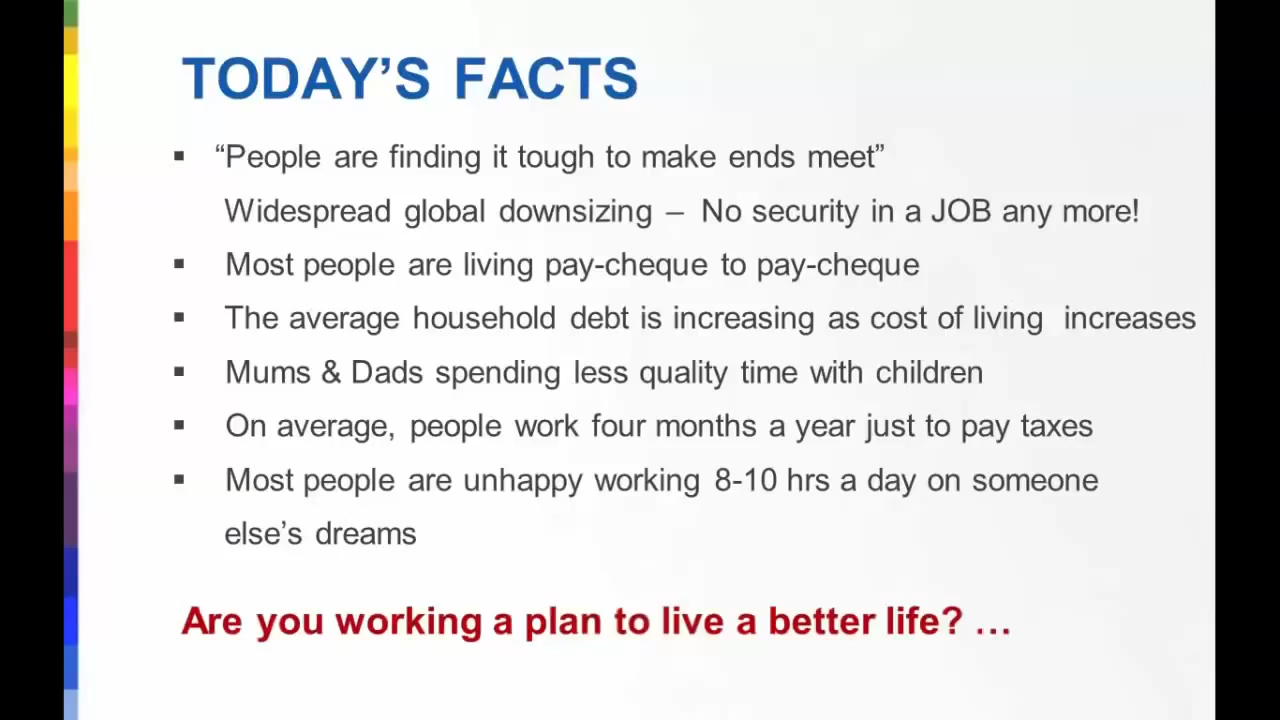 TODAY’S FACTS
▪ “People are finding it tough to make ends meet”
Widespread global downsizing – No security in a JOB any more!
▪ Most people are living pay-cheque to pay-cheque
▪ The average household debt is increasing as cost of living increases
▪ Mums & Dads spending less quality time with children
▪ On average, people work four months a year just to pay taxes
▪ Most people are unhappy working 8-10 hrs a day on someone
else’s dreams
Are you working a plan to live a better life? …